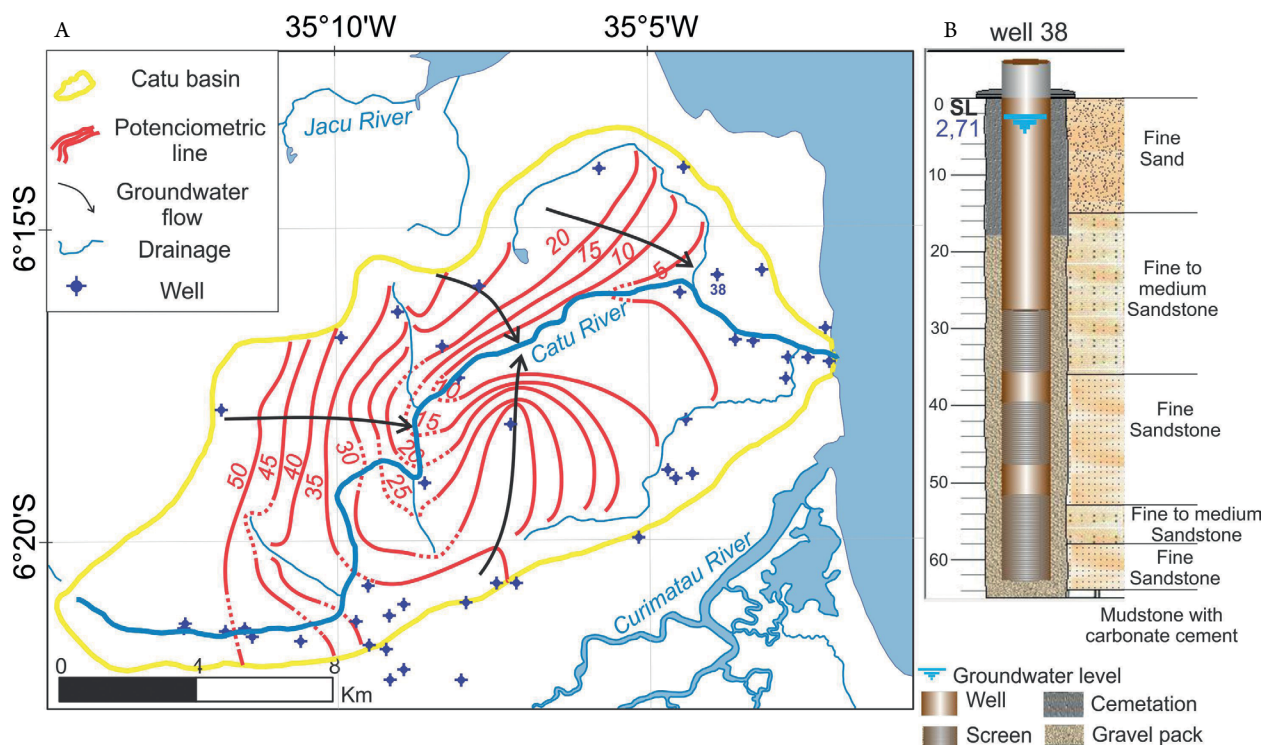 A
35°10'W
35°5'W
B
well 38
Catu basin
Potenciometric
line
Groundwater
flow
Drainage
Well
Jacu River
6°15'S
6°20'S
20
15
10
5
38
Catu River
10
15
20
25
30
35
40
45
50
Curimatau River
0
4
8
Km
0 SL
2,71
10
20
30
40
50
60
Fine
Sand
Fine to
medium
Sandstone
Fine
Sandstone
Fine to medium
Sandstone
Fine
Sandstone
Mudstone with
carbonate cement
Groundwater level
Well
Cemetation
Screen
Gravel pack